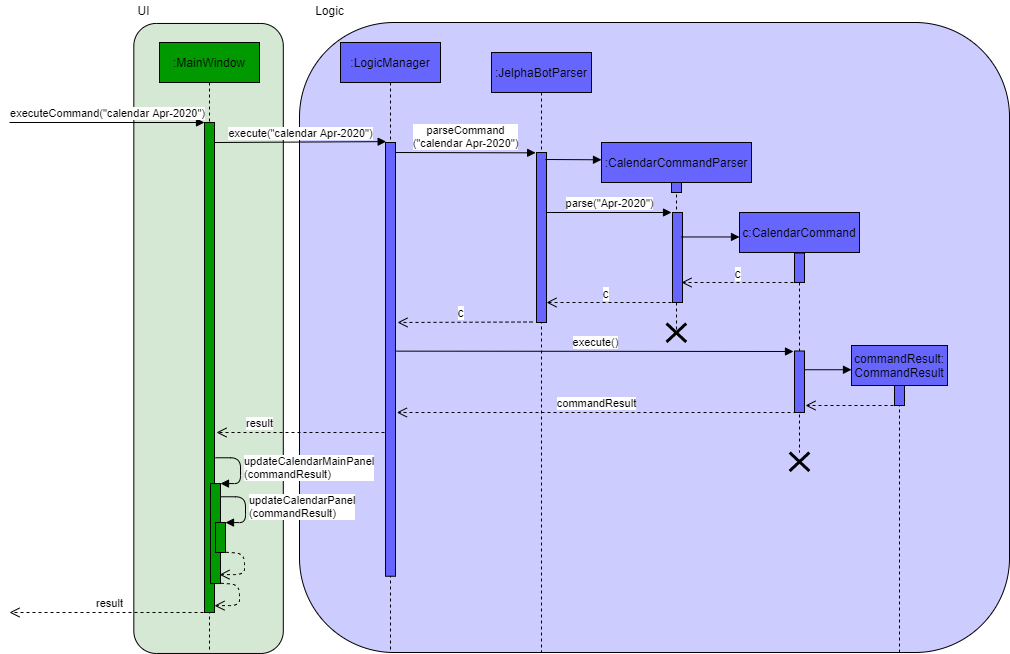 UI
Logic
:MainWindow
:LogicManager
:JelphaBotParser
executeCommand("calendar Apr-2020")
execute("calendar Apr-2020")
parseCommand
("calendar Apr-2020")
:CalendarCommandParser
parse("Apr-2020")
c:CalendarCommand
c
c
c
execute()
commandResult:
CommandResult
commandResult
result
updateCalendarMainPanel
(commandResult)
updateCalendarPanel
(commandResult)
result